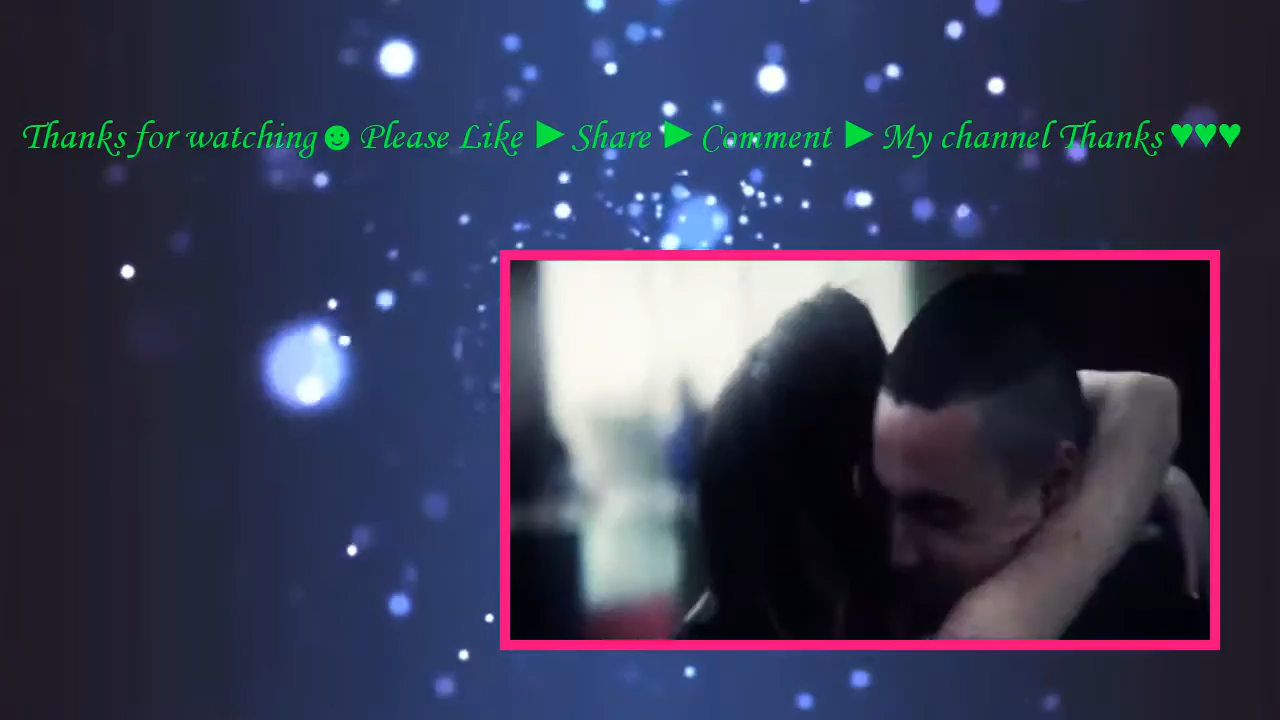 Thanks for watching☻Please Like ► Share ► Comment ► My channel Thanks ♥♥♥